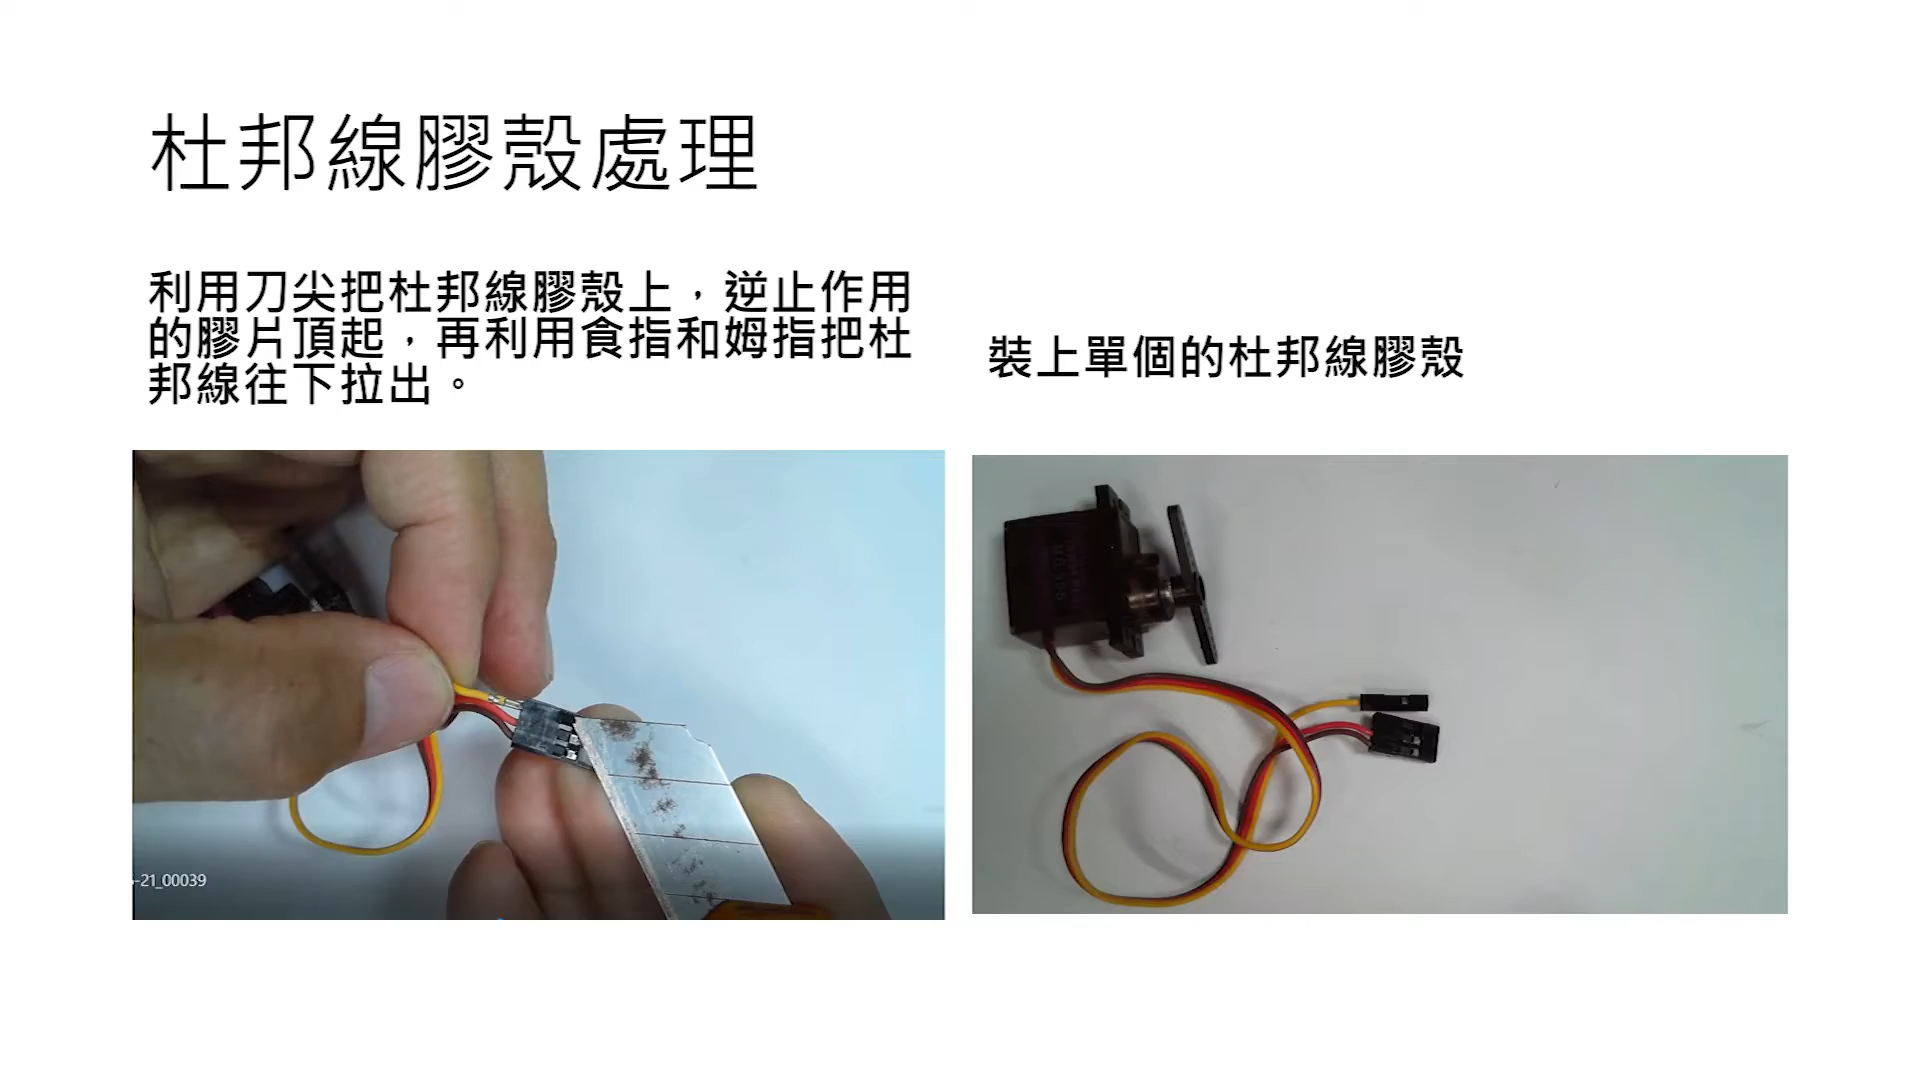 杜邦線膠殼處理
利用刀尖把杜邦線膠殼上，逆止作用
的膠片頂起，再利用食指和姆指把杜
邦線往下拉出。
裝上單個的杜邦線膠殼
-21_00039